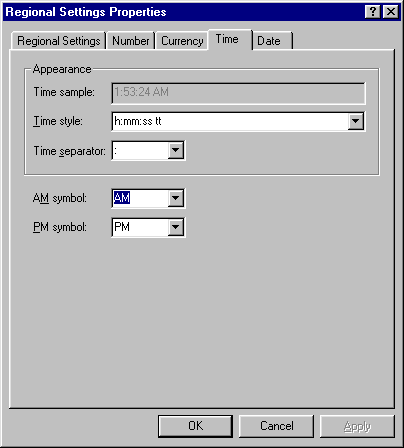 Regional Settings Properties
Regional Settings Number Currency Time Date
Appearance
Time sample: 1:53:24 AM
Time style: h:mm:ss tt
Time separator: :
AM symbol: AM
PM symbol: PM
OK Cancel Apply